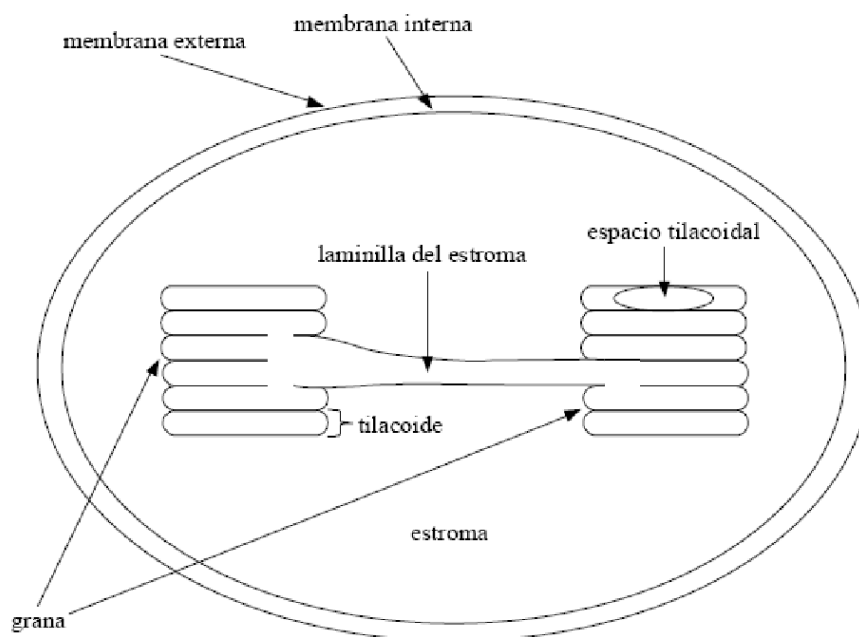 membrana interna
membrana externa
espacio tilacoidal
laminilla del estroma
tilacoide
estroma
grana